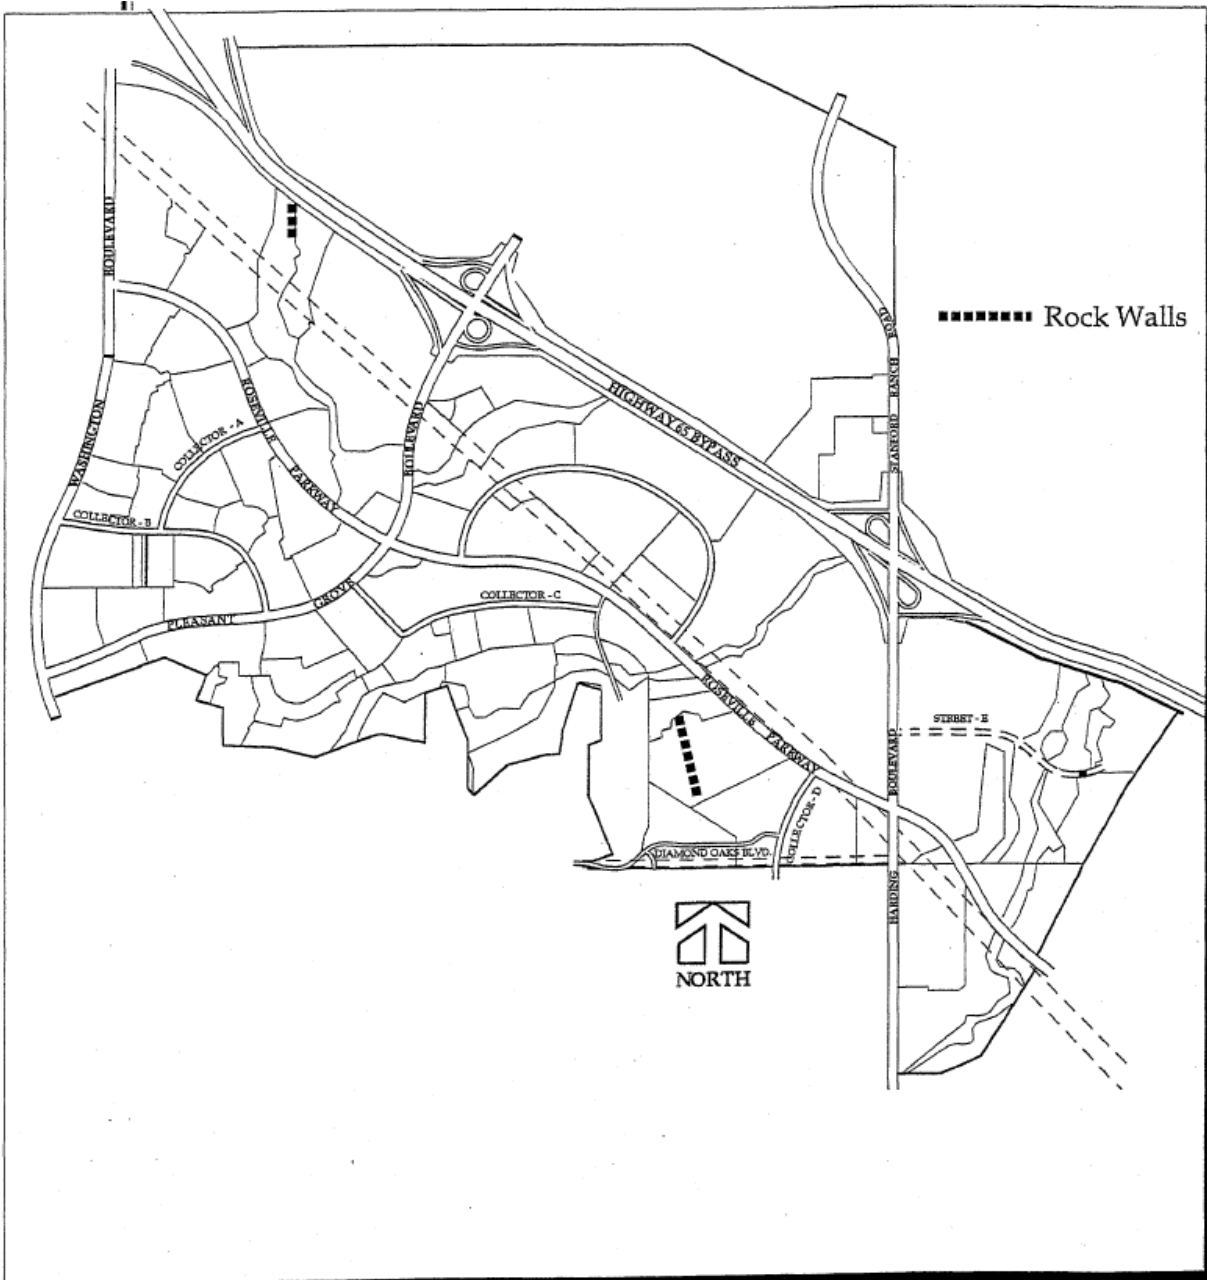 BOULEVARD
ROAD
Rock Walls
RANCH
STANFORD
HIGHWAY 65 BYPASS
ROSEVILLE
BOULEVARD
WASHINGTON
COLLECTOR - A
PARKWAY
COLLECTOR - B
COLLECTOR - C
GROVE
PLEASANT
ROSEVILLE
PARKWAY
STREET - E
BOULEVARD
COLLECTOR - D
DIAMOND OAKS BLVD.
HARDING
NORTH